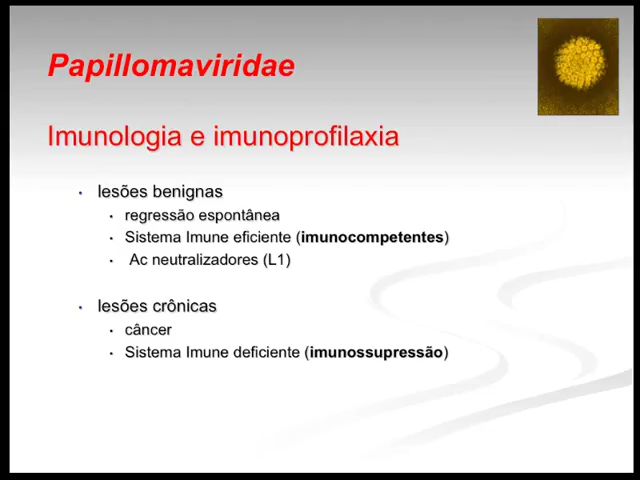 Papillomaviridae
Imunologia e imunoprofilaxia
• lesões benignas
• regressão espontânea
• Sistema Imune eficiente (imunocompetentes)
• Ac neutralizadores (L1)
• lesões crônicas
• câncer
• Sistema Imune deficiente (imunossupressão)